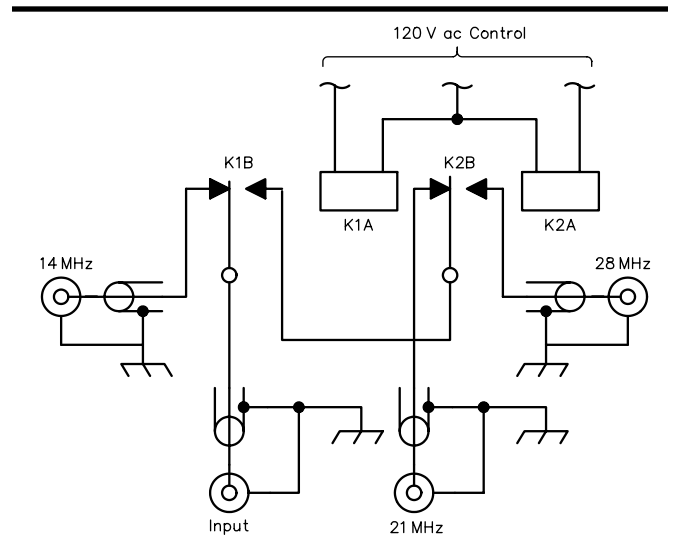 120 V ac Control
K1B
K2B
K1A
K2A
14 MHz
28 MHz
Input
21 MHz